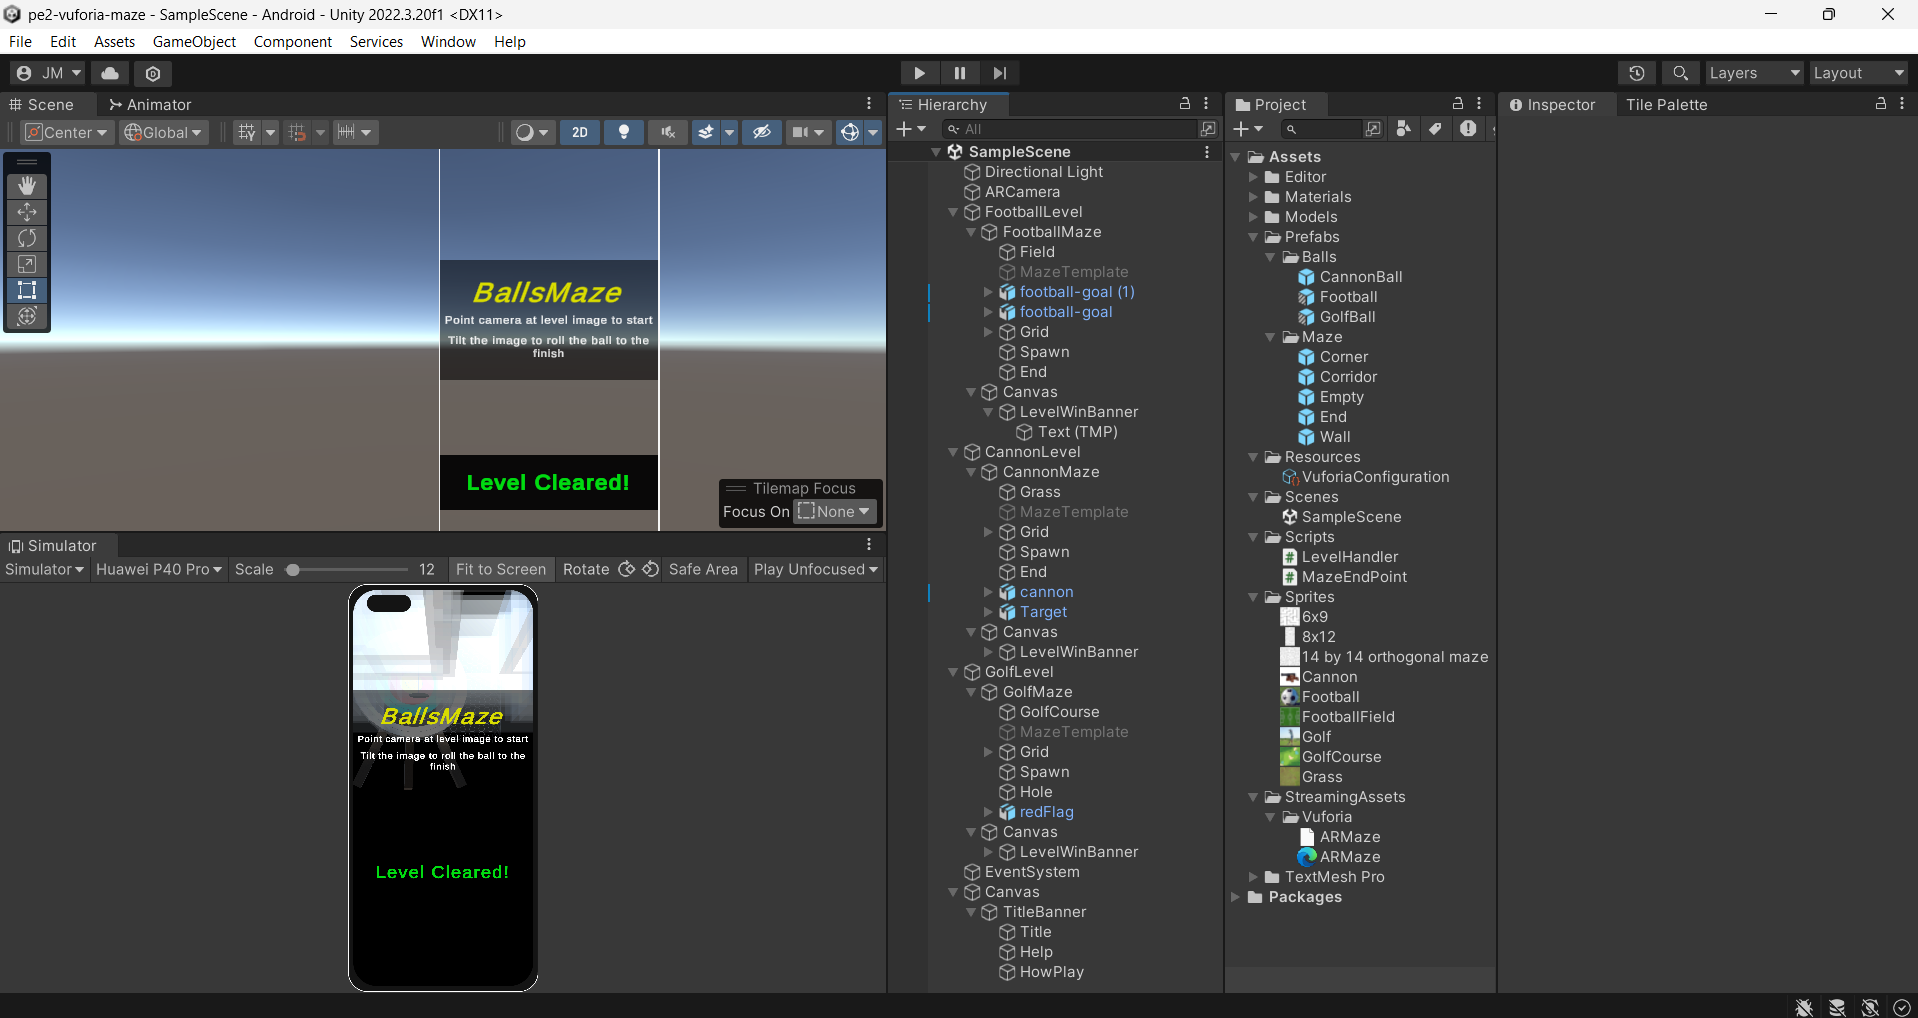 pe2-vuforia-maze - SampleScene - Android - Unity 2022.3.20f1 <DX11>
File Edit Assets GameObject Component Services Window Help
JM
Layers Layout
Scene Animator
Center Global 2D
BallsMaze
Point camera at level image to start
Tilt the image to roll the ball to the
finish
Level Cleared!
Tilemap Focus
Focus On None
Simulator
Simulator Huawei P40 Pro Scale 12 Fit to Screen Rotate Safe Area Play Unfocused
BallsMaze
Point camera at level image to start
Tilt the image to roll the ball to the
finish
Level Cleared!
Hierarchy
All
SampleScene
Directional Light
ARCamera
FootballLevel
FootballMaze
Field
MazeTemplate
football-goal (1)
football-goal
Grid
Spawn
End
Canvas
LevelWinBanner
Text (TMP)
CannonLevel
CannonMaze
Grass
MazeTemplate
Grid
Spawn
End
cannon
Target
Canvas
LevelWinBanner
GolfLevel
GolfMaze
GolfCourse
MazeTemplate
Grid
Spawn
Hole
redFlag
Canvas
LevelWinBanner
EventSystem
Canvas
TitleBanner
Title
Help
HowPlay
Project
Assets
Editor
Materials
Models
Prefabs
Balls
CannonBall
Football
GolfBall
Maze
Corner
Corridor
Empty
End
Wall
Resources
VuforiaConfiguration
Scenes
SampleScene
Scripts
LevelHandler
MazeEndPoint
Sprites
6x9
8x12
14 by 14 orthogonal maze
Cannon
Football
FootballField
Golf
GolfCourse
Grass
StreamingAssets
Vuforia
ARMaze
ARMaze
TextMesh Pro
Packages
Inspector Tile Palette